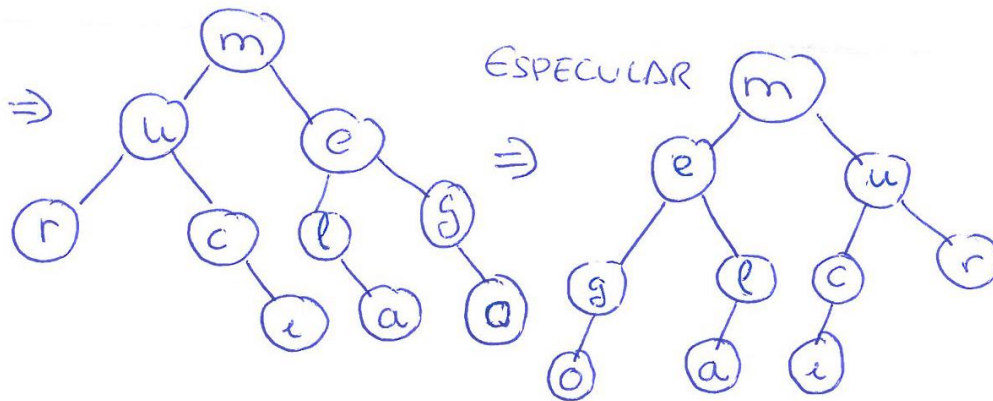 ⇒
m
u e
r c l g
i a o
⇒
ESPECULAR
m
e u
g l c r
o a i